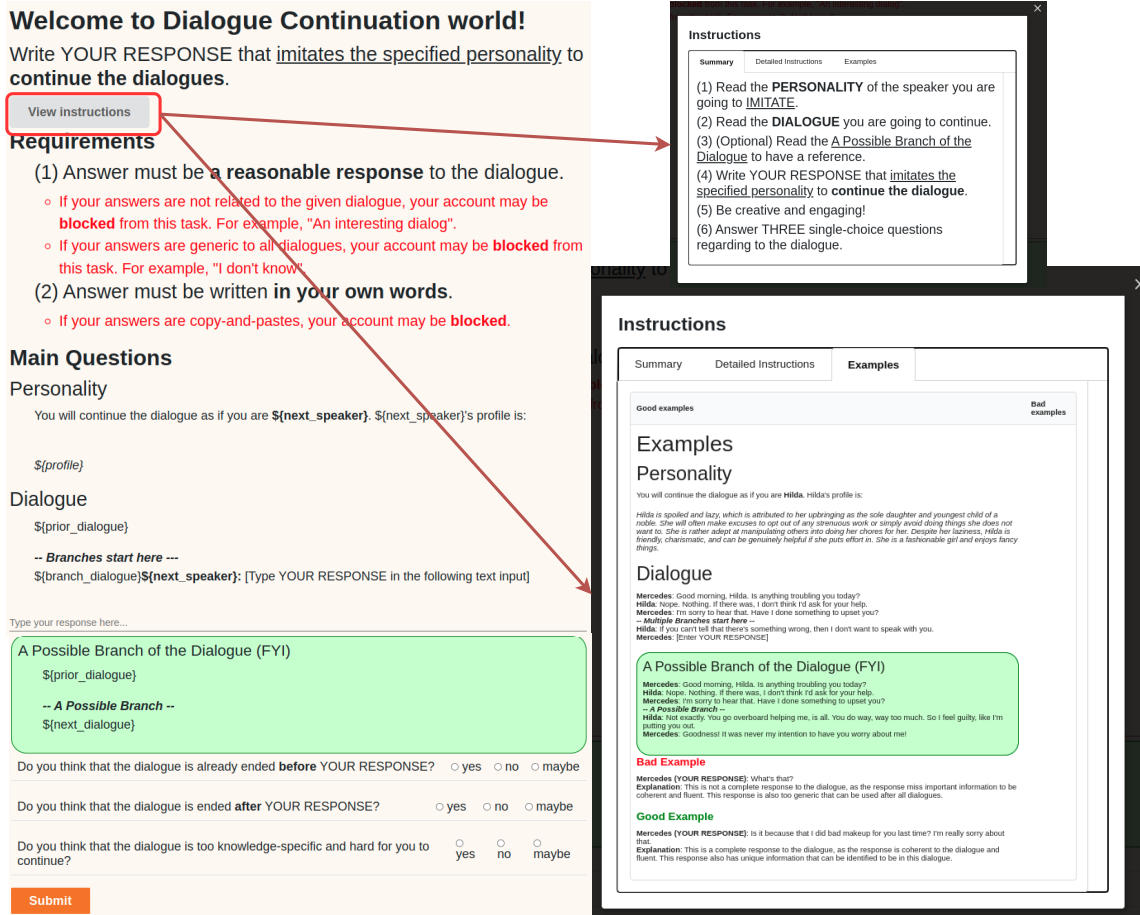 Welcome to Dialogue Continuation world!
Write YOUR RESPONSE that imitates the specified personality to
continue the dialogues.
View instructions
Requirements
(1) Answer must be a reasonable response to the dialogue.
If your answers are not related to the given dialogue, your account may be
blocked from this task. For example, "An interesting dialog".
If your answers are generic to all dialogues, your account may be blocked from
this task. For example, "I don't know".
(2) Answer must be written in your own words.
If your answers are copy-and-pastes, your account may be blocked.
Main Questions
Personality
You will continue the dialogue as if you are ${next_speaker}. ${next_speaker}'s profile is:
${profile}
Dialogue
${prior_dialogue}
-- Branches start here ---
${branch_dialogue}${next_speaker}: [Type YOUR RESPONSE in the following text input]
Type your response here...
A Possible Branch of the Dialogue (FYI)
${prior_dialogue}
-- A Possible Branch --
${next_dialogue}
Do you think that the dialogue is already ended before YOUR RESPONSE? yes no maybe
Do you think that the dialogue is ended after YOUR RESPONSE? yes no maybe
Do you think that the dialogue is too knowledge-specific and hard for you to
continue? yes no maybe
Submit
Instructions
Summary Detailed Instructions Examples
(1) Read the PERSONALITY of the speaker you are
going to IMITATE.
(2) Read the DIALOGUE you are going to continue.
(3) (Optional) Read the A Possible Branch of the
Dialogue to have a reference.
(4) Write YOUR RESPONSE that imitates the
specified personality to continue the dialogue.
(5) Be creative and engaging!
(6) Answer THREE single-choice questions
regarding to the dialogue.
Instructions
Summary Detailed Instructions Examples
Good examples Bad
examples
Examples
Personality
You will continue the dialogue as if you are Hilda. Hilda's profile is:
Hilda is spoiled and lazy, which is attributed to her upbringing as the sole daughter and youngest child of a
noble. She will often make excuses to opt out of any strenuous work or simply avoid doing things she does not
want to. She is rather adept at manipulating others into doing her chores for her. Despite her laziness, Hilda is
friendly, charismatic, and can be genuinely helpful if she puts effort in. She is a fashionable girl and enjoys fancy
things.
Dialogue
Mercedes: Good morning, Hilda. Is anything troubling you today?
Hilda: Nope. Nothing. If there was, I don't think I'd ask for your help.
Mercedes: I'm sorry to hear that. Have I done something to upset you?
-- Multiple Branches start here --
Hilda: If you can't tell that there's something wrong, then I don't want to speak with you.
Mercedes: [Enter YOUR RESPONSE]
A Possible Branch of the Dialogue (FYI)
Mercedes: Good morning, Hilda. Is anything troubling you today?
Hilda: Nope. Nothing. If there was, I don't think I'd ask for your help.
Mercedes: I'm sorry to hear that. Have I done something to upset you?
-- A Possible Branch --
Hilda: Not exactly. You go overboard helping me, is all. You do way, way too much. So I feel guilty, like I'm
putting you out.
Mercedes: Goodness! It was never my intention to have you worry about me!
Bad Example
Mercedes (YOUR RESPONSE): What's that?
Explanation: This is not a complete response to the dialogue, as the response miss important information to be
coherent and fluent. This response is also too generic that can be used after all dialogues.
Good Example
Mercedes (YOUR RESPONSE): Is it because that I did bad makeup for you last time? I'm really sorry about
that.
Explanation: This is a complete response to the dialogue, as the response is coherent to the dialogue and
fluent. This response also has unique information that can be identified to be in this dialogue.